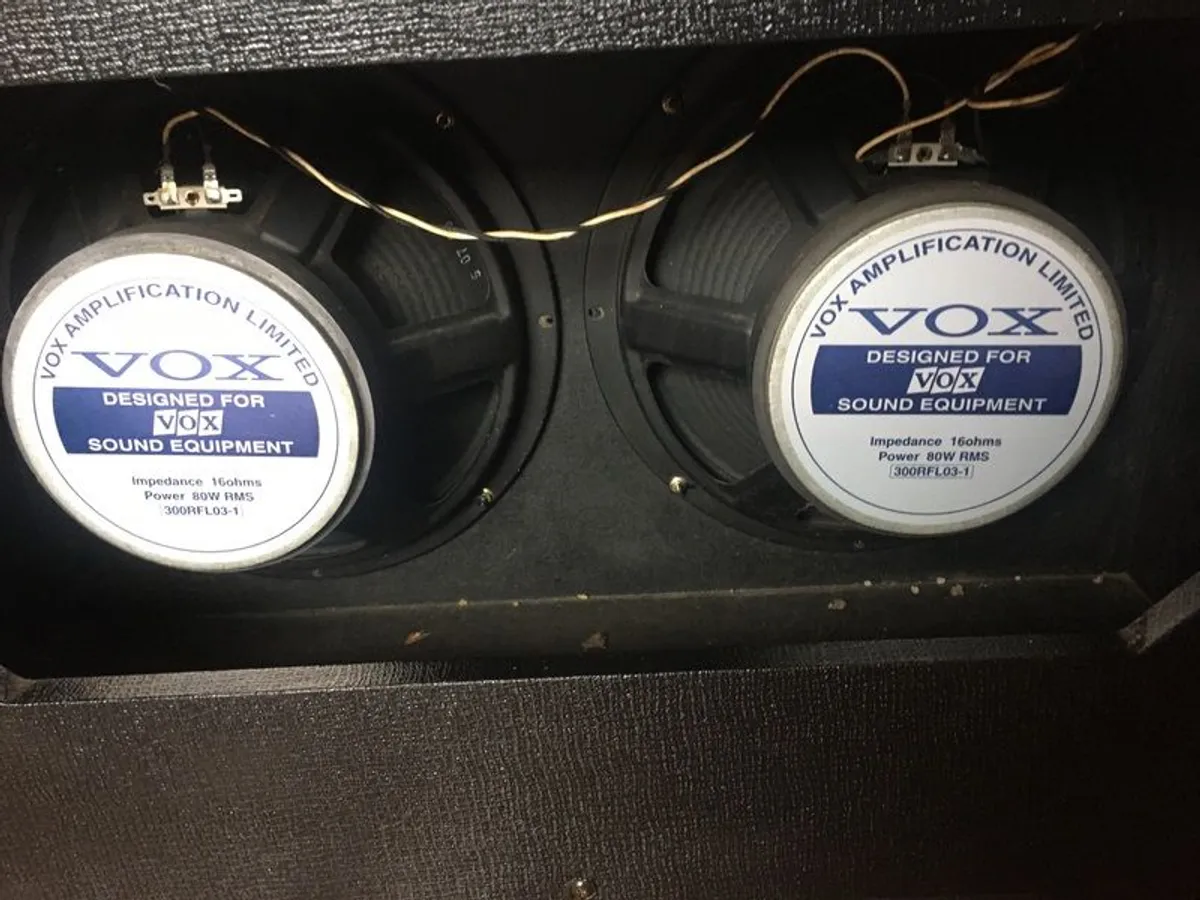 VOX AMPLIFICATION LIMITED
VOX
DESIGNED FOR
VOX
SOUND EQUIPMENT
Impedance 16ohms
Power 80W RMS
300RFL03-1
VOX AMPLIFICATION LIMITED
VOX
DESIGNED FOR
VOX
SOUND EQUIPMENT
Impedance 16ohms
Power 80W RMS
300RFL03-1